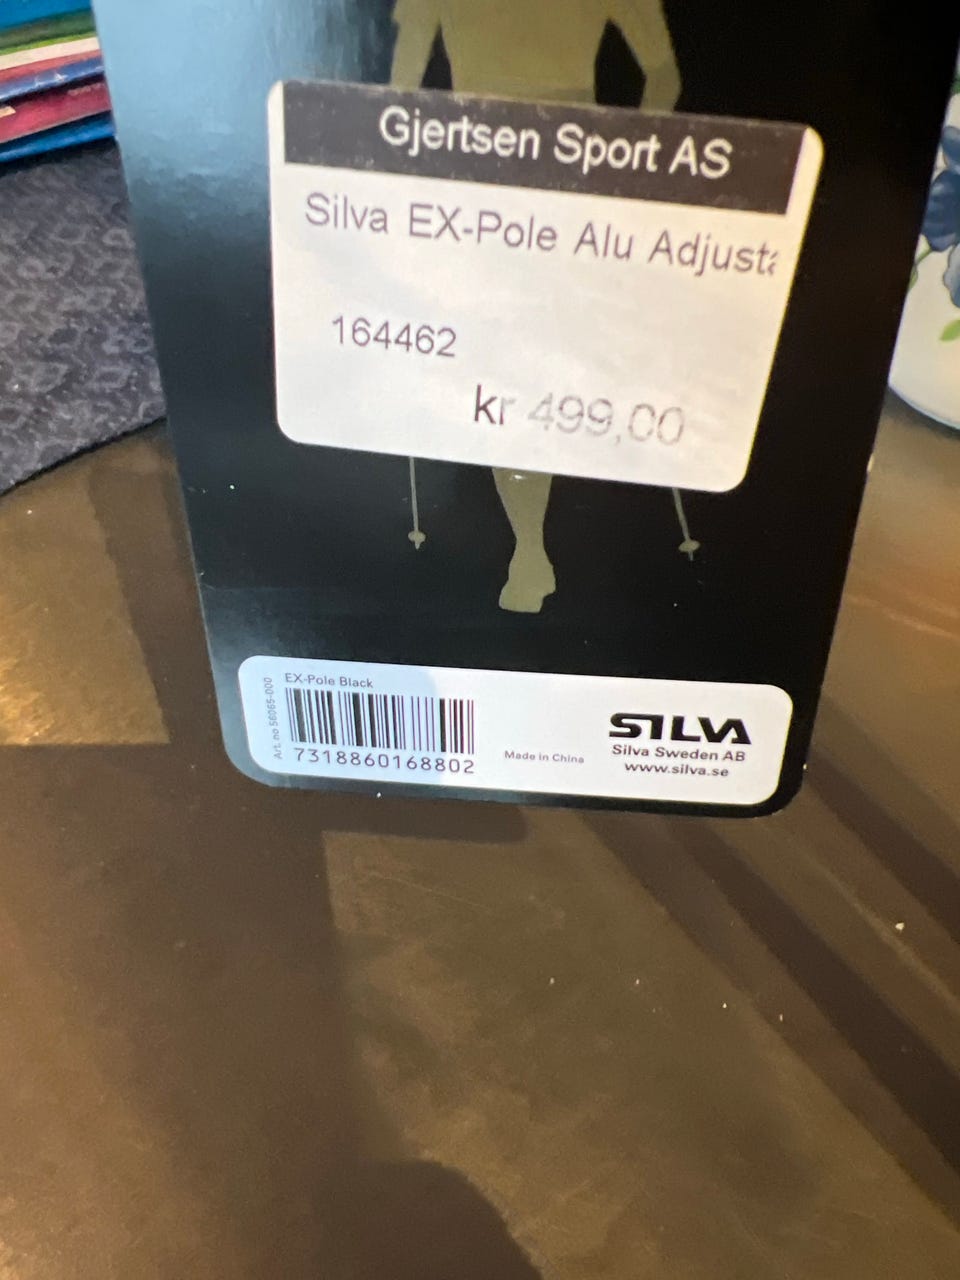 Gjertsen Sport AS
Silva EX-Pole Alu Adjusta
164462
kr 499,00
EX-Pole Black
Art. no 56065-000
7318860168802
Made in China
SILVA
Silva Sweden AB
www.silva.se